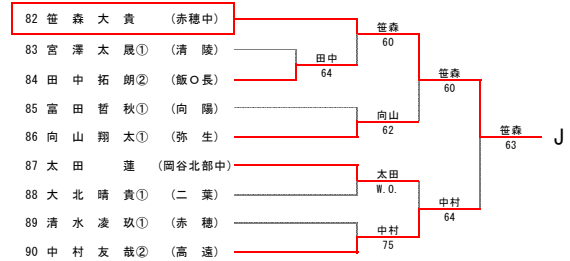 82 笹 森 大 貴 (赤穂中)
83 宮 澤 太 晟① (清 陵)
84 田 中 拓 朗② (飯O長)
85 富 田 哲 秋① (向 陽)
86 向 山 翔 太① (弥 生)
87 太 田 蓮 (岡谷北部中)
88 大 北 晴 貴① (二 葉)
89 清 水 凌 玖① (赤 穂)
90 中 村 友 哉② (高 遠)
田中
64
笹森
60
向山
62
太田
W.O.
中村
75
笹森
60
中村
64
笹森
63
J